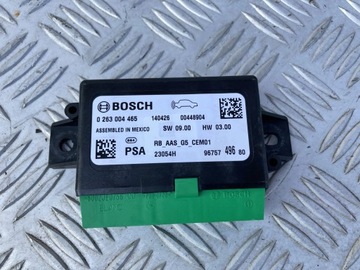 BOSCH
0 263 004 465 140426 00448904
ASSEMBLED IN MEXICO SW 09.00 HW 03.00
PSA RB_AAS_G5_CEM01
23054H 96757 496 80